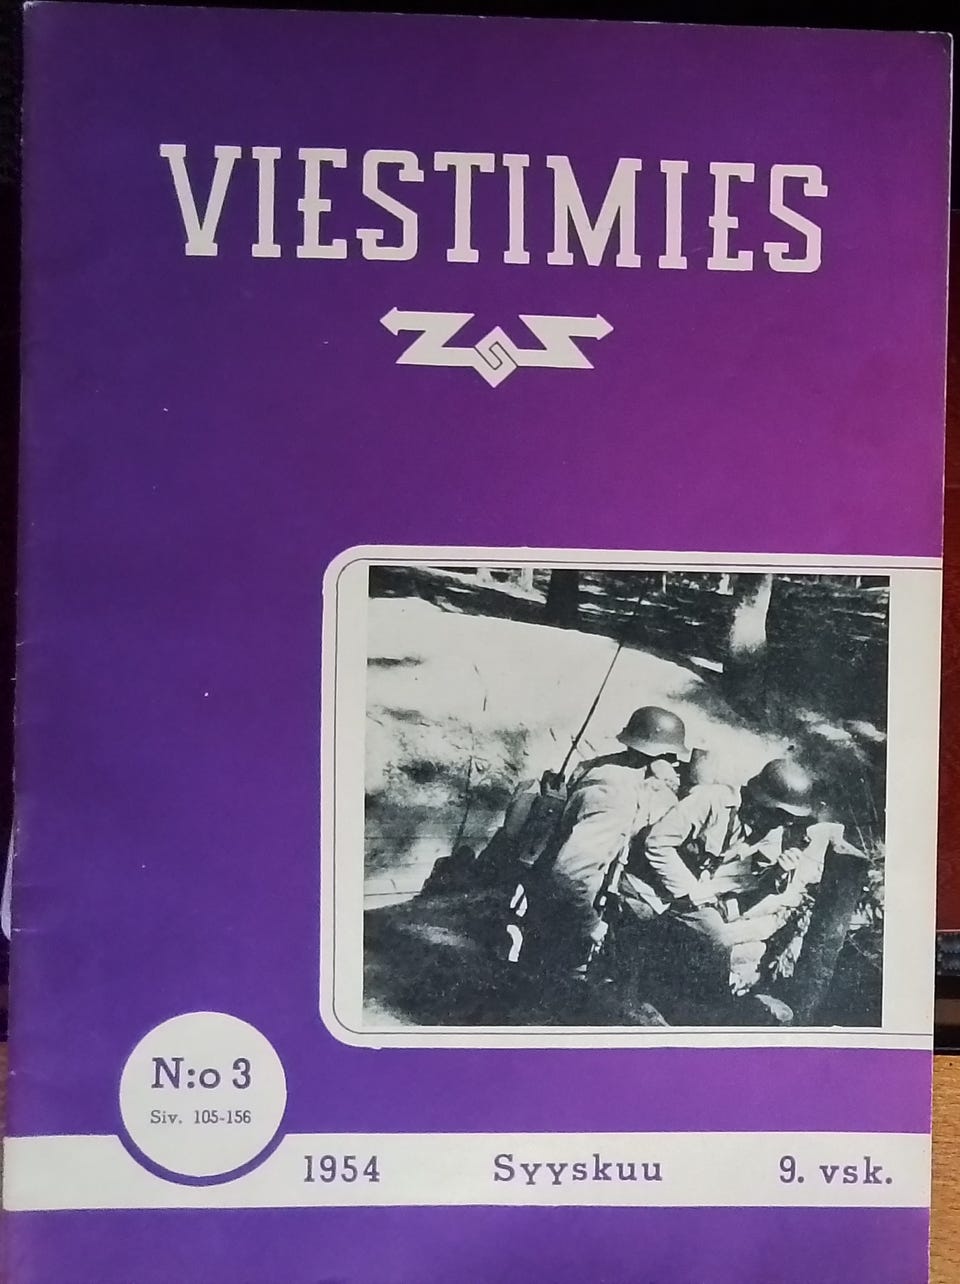 VIESTIMIES
N:o 3
Siv. 105-156
1954 Syyskuu 9. vsk.